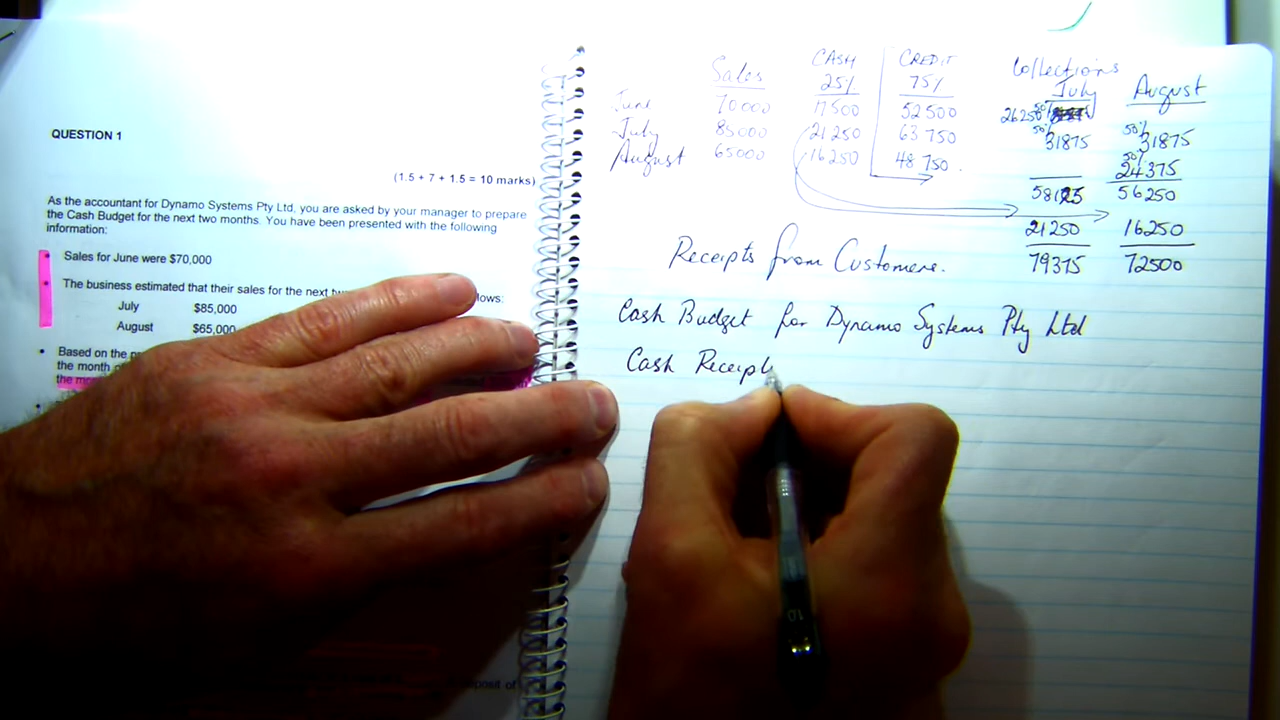 QUESTION 1
(1.5 + 7 + 1.5 = 10 marks)
As the accountant for Dynamo Systems Pty Ltd, you are asked by your manager to prepare
the Cash Budget for the next two months. You have been presented with the following
information:
• Sales for June were $70,000
• The business estimated that their sales for the next
July $85,000
August $65,000
• Based on the
the month
the
Sales CASH CREDIT Collections
25% 75% July August
June 70000 17500 52500 26250 50%
July 85000 21250 63750 50% 31875 50% 31875
August 65000 16250 48750. 50% 24375
58125 56250
21250 16250
Receipts from Customers. 79375 72500
Cash Budget for Dynamo Systems Pty Ltd
Cash Receipt